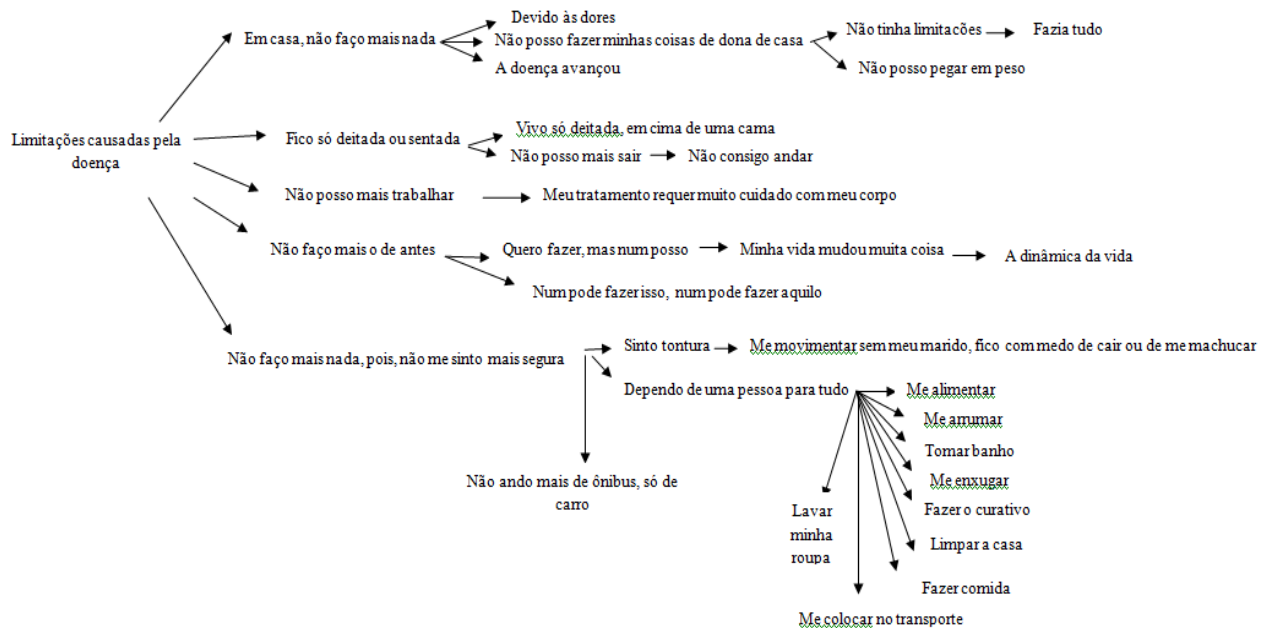 Devido às dores
Em casa, não faço mais nada
Não posso fazer minhas coisas de dona de casa
Não tinha limitacões
Fazia tudo
A doença avançou
Não posso pegar em peso
Limitações causadas pela
doença
Fico só deitada ou sentada
Vivo só deitada, em cima de uma cama
Não posso mais sair
Não consigo andar
Não posso mais trabalhar
Meu tratamento requer muito cuidado com meu corpo
Não faço mais o de antes
Quero fazer, mas num posso
Minha vida mudou muita coisa
A dinâmica da vida
Num pode fazer isso, num pode fazer aquilo
Não faço mais nada, pois, não me sinto mais segura
Sinto tontura
Me movimentar sem meu marido, fico com medo de cair ou de me machucar
Dependo de uma pessoa para tudo
Me alimentar
Me arrumar
Tomar banho
Me enxugar
Fazer o curativo
Limpar a casa
Fazer comida
Me colocar no transporte
Lavar
minha
roupa
Não ando mais de ônibus, só de
carro